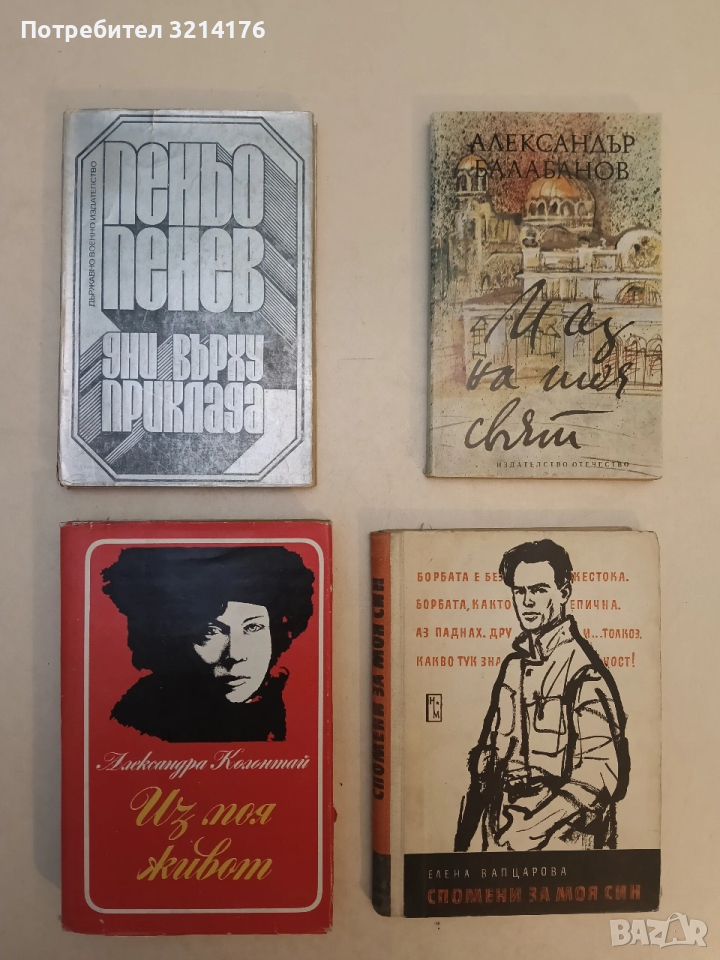 Потребител 3214176
ДЪРЖАВНО ВОЕННО ИЗДАТЕЛСТВО
ПЕНЬО
ПЕНЕВ
ДНИ ВЪРХУ
ПРИКЛАДА
АЛЕКСАНДЪР
БАЛАБАНОВ
И аз
на тоя
свят
ИЗДАТЕЛСТВО ОТЕЧЕСТВО
Александра Колонтай
Из моя
живот
СПОМЕНИ ЗА МОЯ СИН
БОРБАТА Е БЕЗ ЖЕСТОКА.
БОРБАТА, КАКТО ЕПИЧНА.
АЗ ПАДНАХ. ДРУ И... ТОЛКОЗ.
КАКВО ТУК ЗНА НОСТ!
Н М
ЕЛЕНА ВАПЦАРОВА
СПОМЕНИ ЗА МОЯ СИН
BAZAR